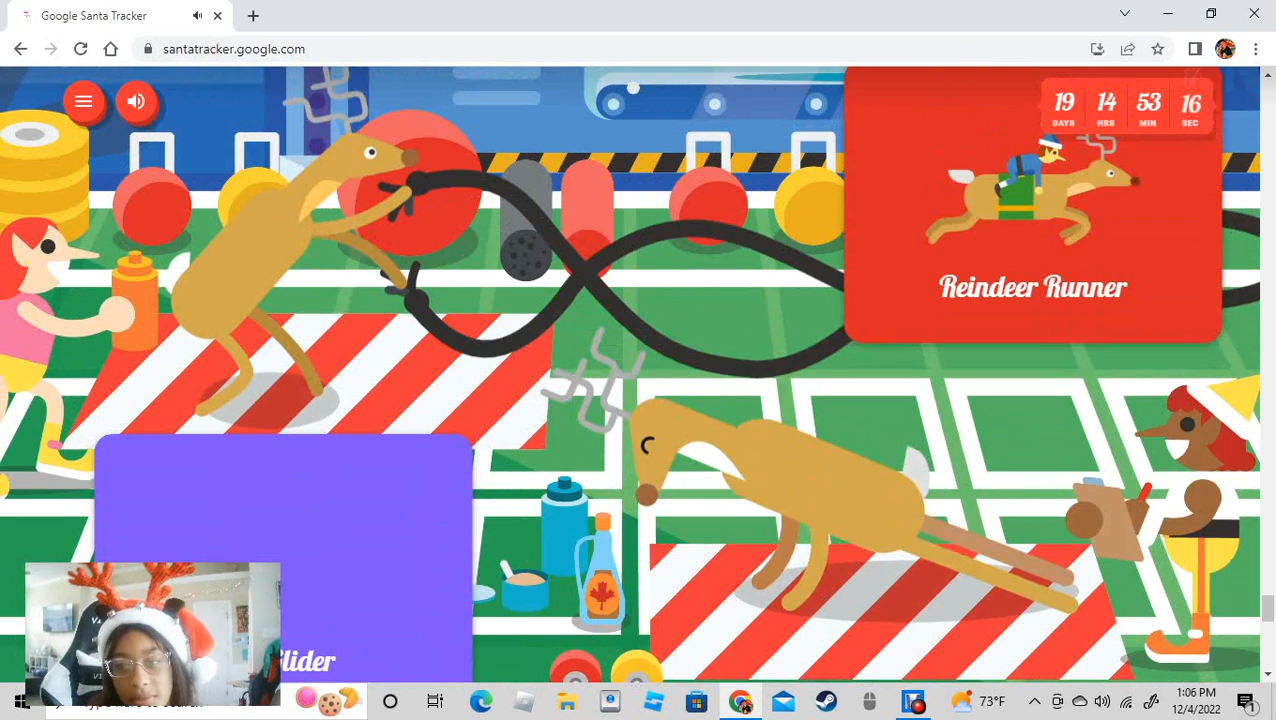 Google Santa Tracker
santatracker.google.com
19 14 53 16
DAYS HRS MIN SEC
Reindeer Runner
73°F
1:06 PM
12/4/2022
1